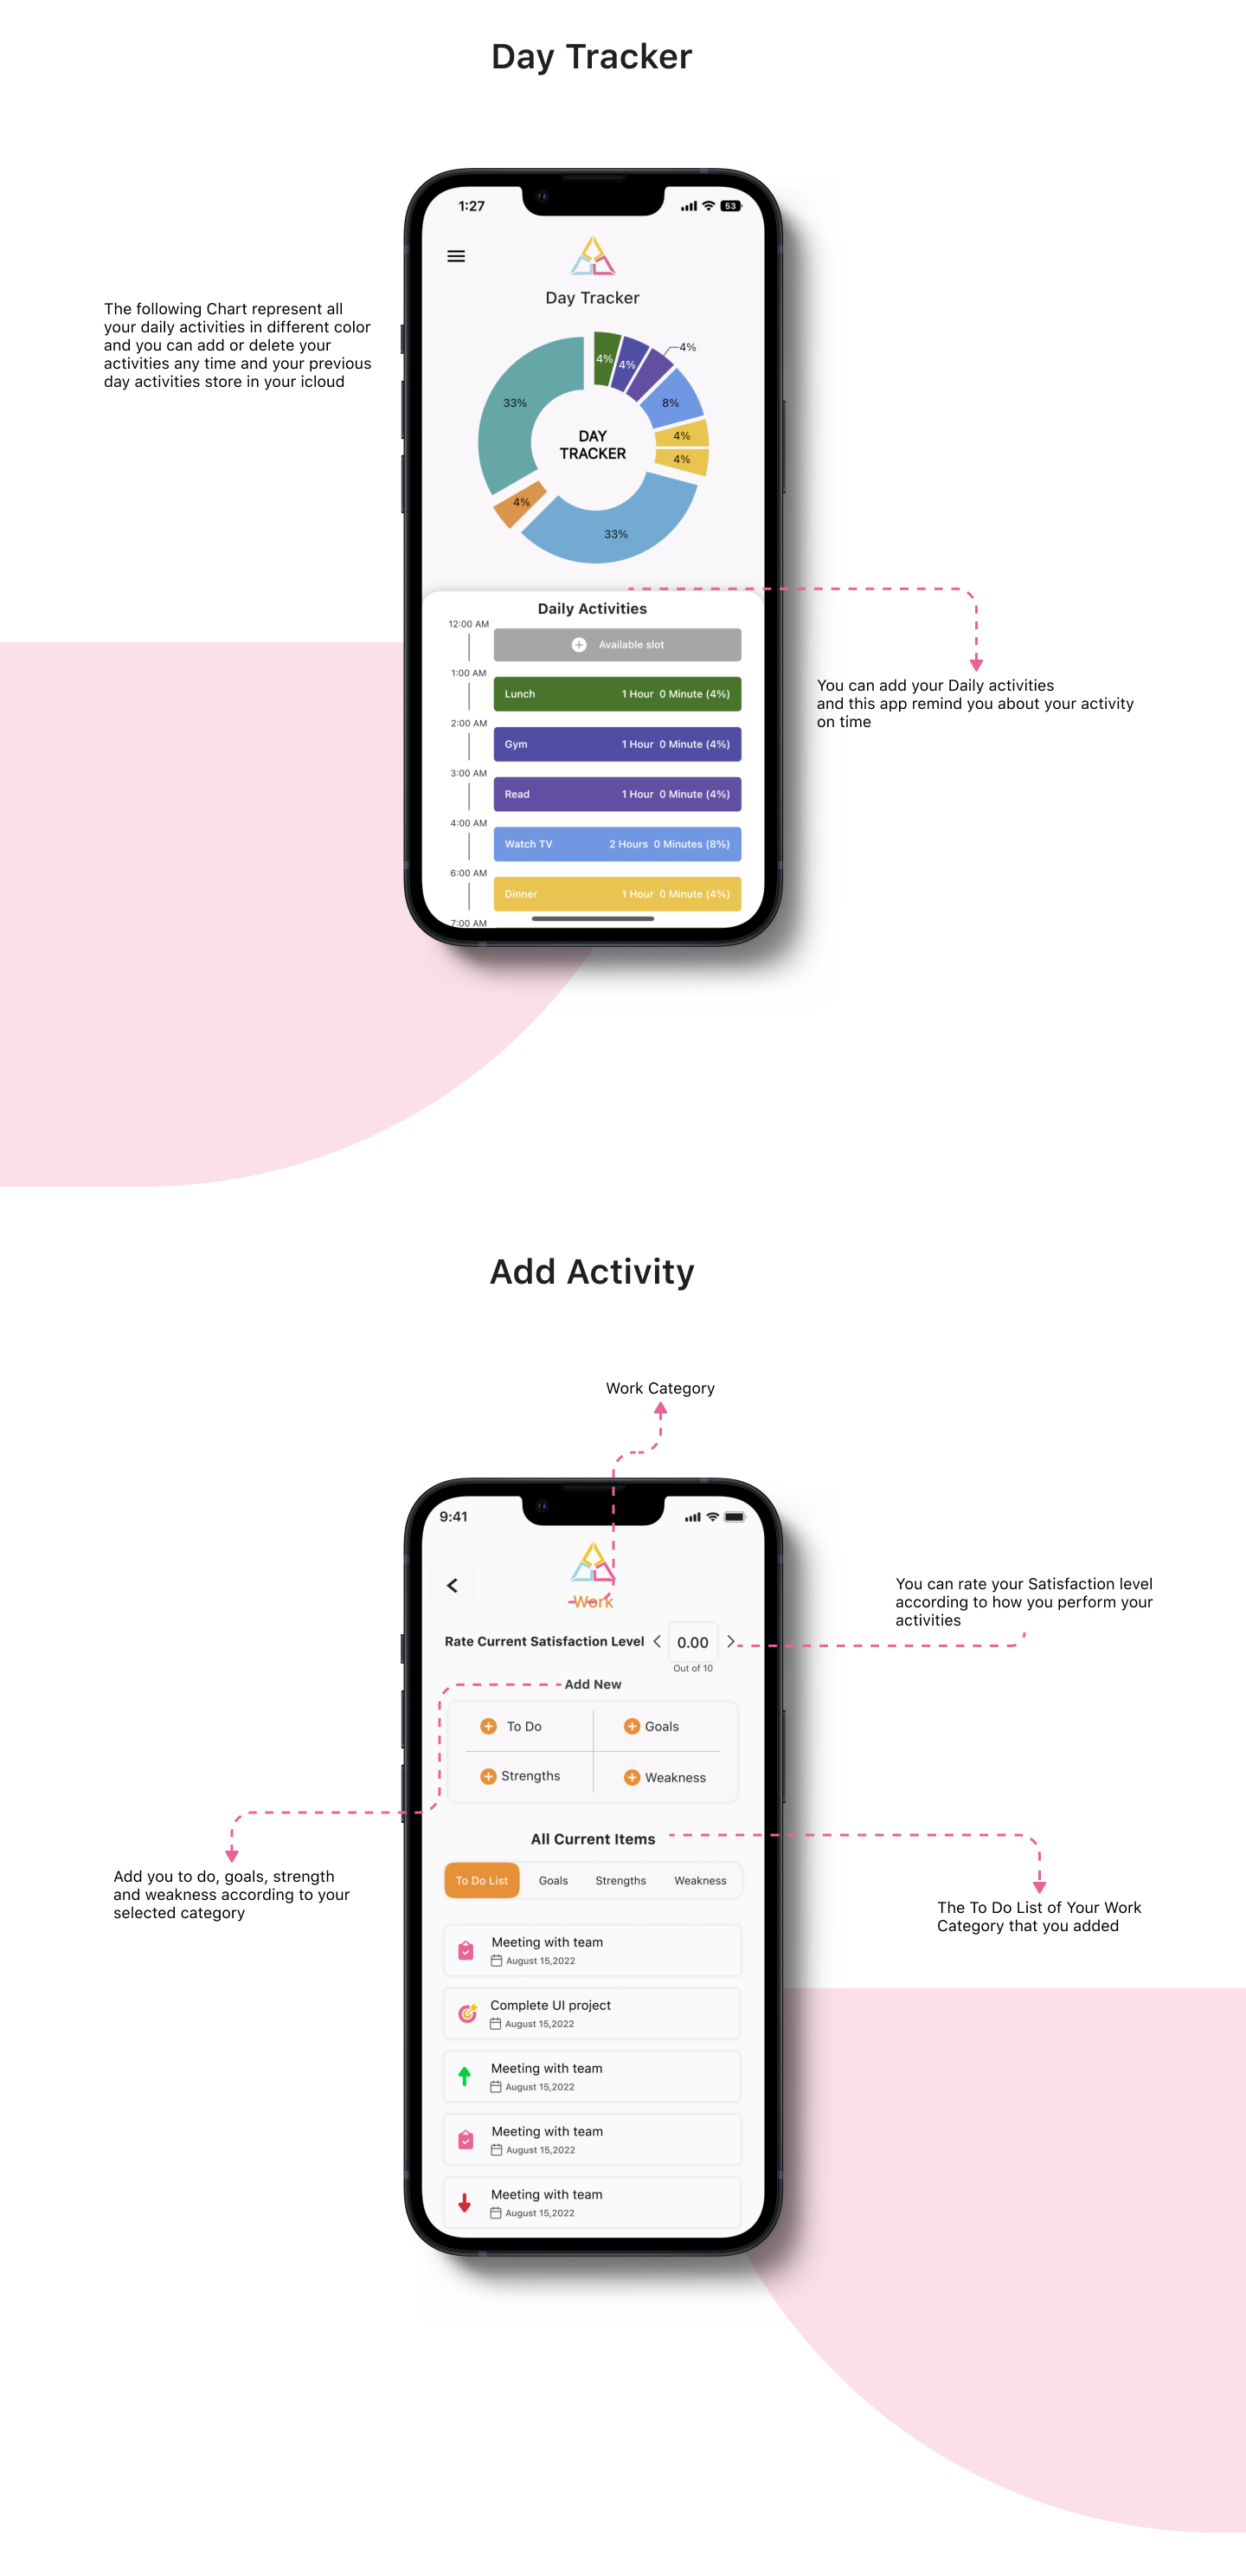 Day Tracker
1:27
53
Day Tracker
The following Chart represent all
your daily activities in different color
and you can add or delete your
activities any time and your previous
day activities store in your icloud
4%
4%
4%
33%
8%
DAY
TRACKER
4%
4%
4%
33%
Daily Activities
12:00 AM
Available slot
1:00 AM
Lunch 1 Hour 0 Minute (4%)
2:00 AM
Gym 1 Hour 0 Minute (4%)
3:00 AM
Read 1 Hour 0 Minute (4%)
4:00 AM
Watch TV 2 Hours 0 Minutes (8%)
6:00 AM
Dinner 1 Hour 0 Minute (4%)
7:00 AM
You can add your Daily activities
and this app remind you about your activity
on time
Add Activity
Work Category
9:41
Work
You can rate your Satisfaction level
according to how you perform your
activities
Rate Current Satisfaction Level 0.00
Out of 10
Add New
To Do Goals
Strengths Weakness
Add you to do, goals, strength
and weakness according to your
selected category
All Current Items
To Do List Goals Strengths Weakness
The To Do List of Your Work
Category that you added
Meeting with team
August 15,2022
Complete UI project
August 15,2022
Meeting with team
August 15,2022
Meeting with team
August 15,2022
Meeting with team
August 15,2022